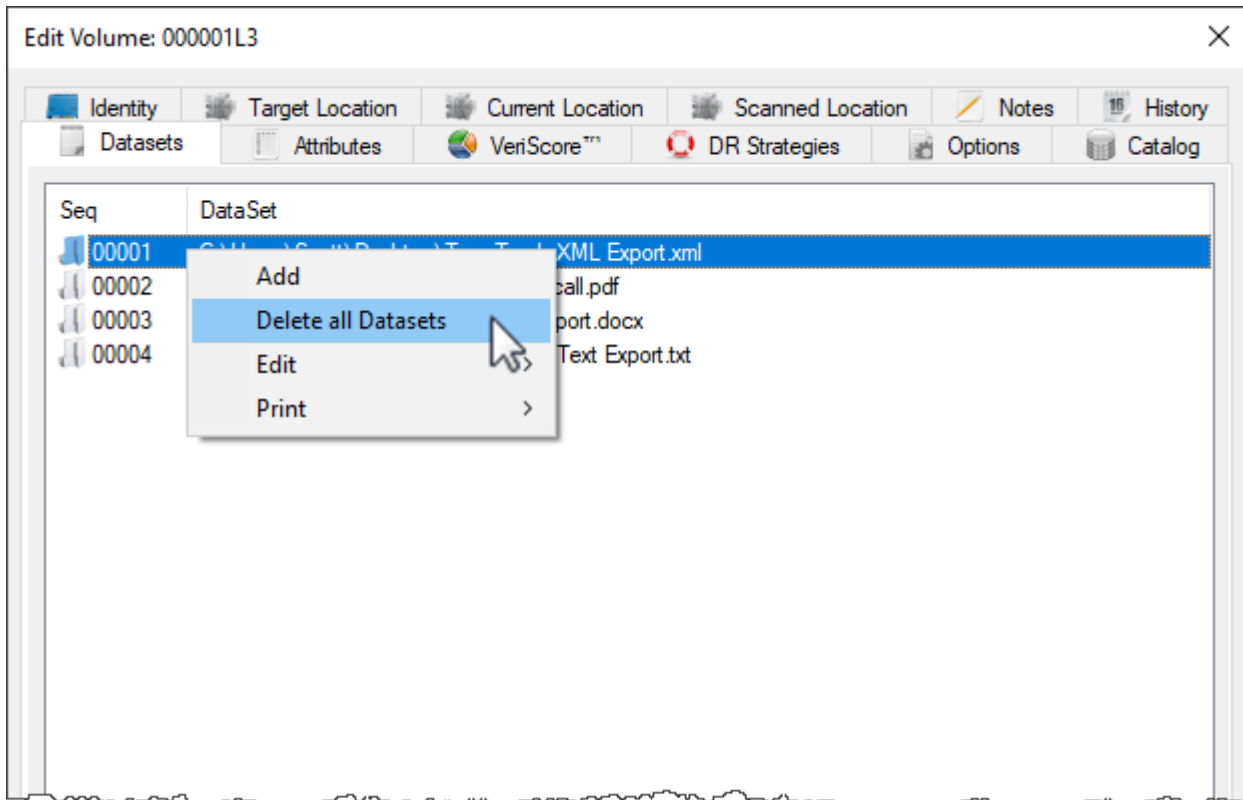 Edit Volume: 000001L3
Identity Target Location Current Location Scanned Location Notes 16 History
Datasets Attributes VeriScore™ DR Strategies Options Catalog
Seq DataSet
00001 XML Export.xml
Add
00002 call.pdf
Delete all Datasets
00003 port.docx
00004 Text Export.txt
Edit
Print